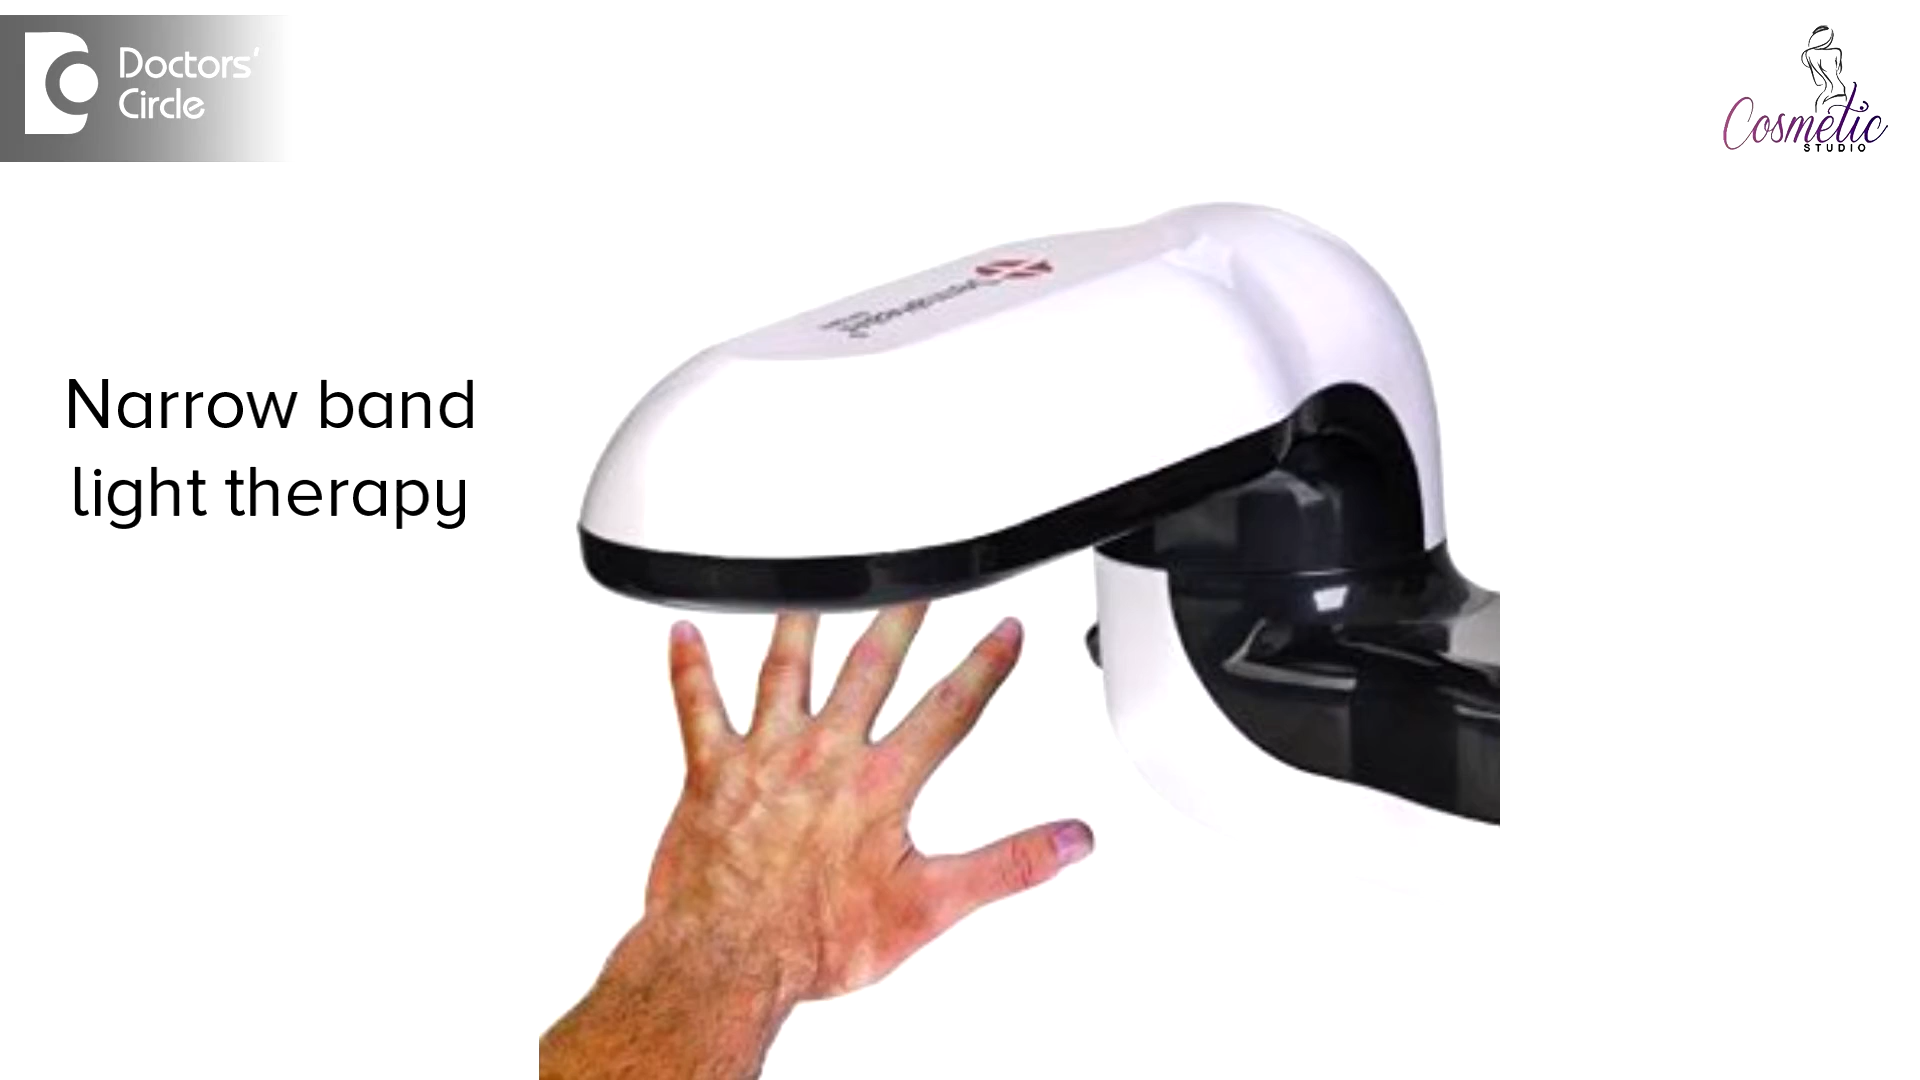 Doctors'
Circle
Cosmetic
STUDIO
Narrow band
light therapy